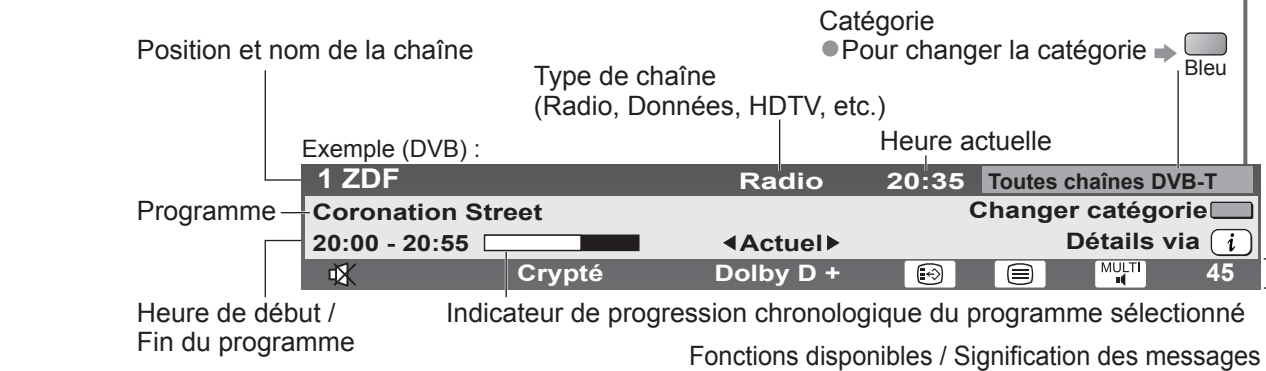 Catégorie
Position et nom de la chaîne
●Pour changer la catégorie
Bleu
Type de chaîne
(Radio, Données, HDTV, etc.)
Heure actuelle
Exemple (DVB) :
1 ZDF Radio 20:35 Toutes chaînes DVB-T
Programme
Coronation Street Changer catégorie
20:00 - 20:55 ◀Actuel▶ Détails via i
Crypté Dolby D + MULTI 45
Heure de début /
Fin du programme
Indicateur de progression chronologique du programme sélectionné
Fonctions disponibles / Signification des messages